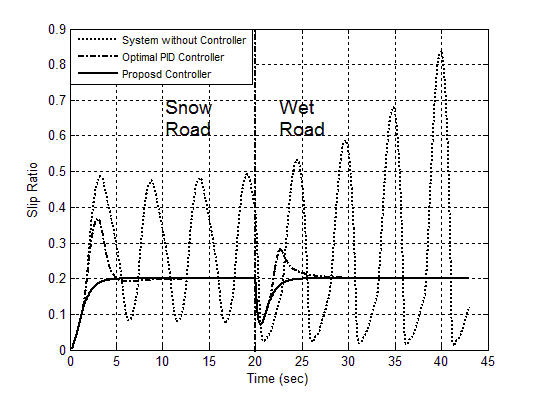 0.9
0.8
0.7
0.6
0.5
0.4
0.3
0.2
0.1
0
Slip Ratio
System without Controller
Optimal PID Controller
Proposd Controller
Snow
Road
Wet
Road
0 5 10 15 20 25 30 35 40 45
Time (sec)